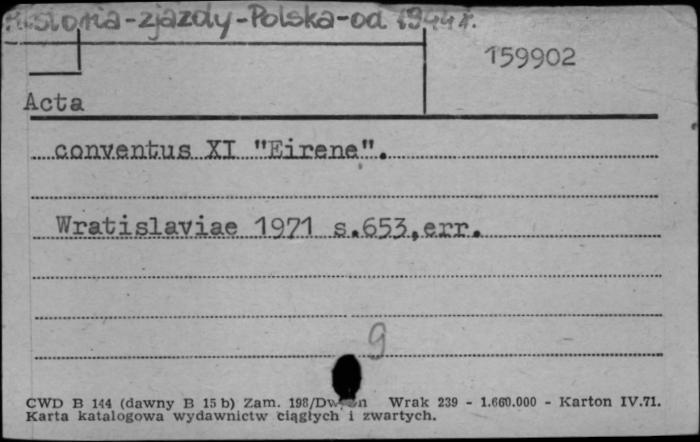 Historia-zjazdy-Polska-od 1944 r.
159902
Acta
conventus XI "Eirene".
Wratislaviae 1971 s.653,err.
9
CWD B 144 (dawny B 15 b) Zam. 198/Dw Wrak 239 - 1.660.000 - Karton IV.71.
Karta katalogowa wydawnictw ciągłych i zwartych.